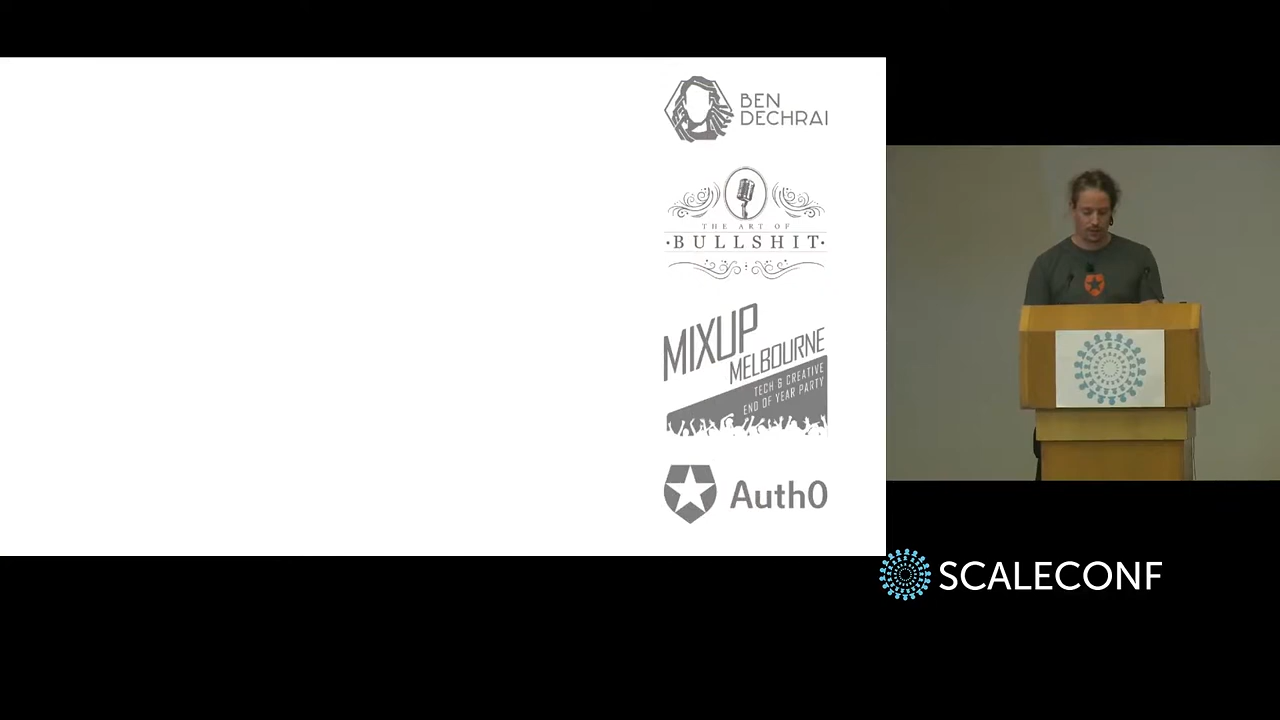 BEN
DECHRAI
THE ART OF
·BULLSHIT·
MIXUP
MELBOURNE
TECH & CREATIVE
END OF YEAR PARTY
Auth0
SCALECONF